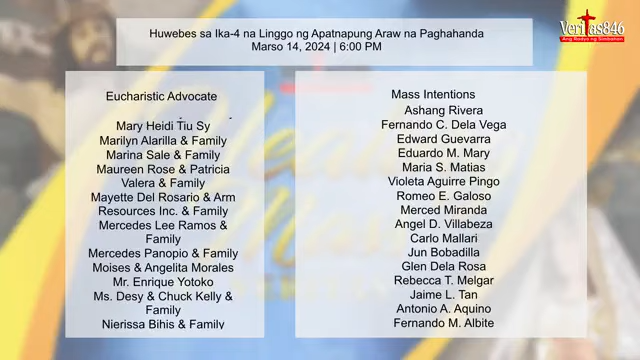 Huwebes sa Ika-4 na Linggo ng Apatnapung Araw na Paghahanda
Marso 14, 2024 | 6:00 PM
Veritas846
Ang Radyo ng Simbahan
Eucharistic Advocate
Mary Heidi Tiu Sy
Marilyn Alarilla & Family
Marina Sale & Family
Maureen Rose & Patricia
Valera & Family
Mayette Del Rosario & Arm
Resources Inc. & Family
Mercedes Lee Ramos &
Family
Mercedes Panopio & Family
Moises & Angelita Morales
Mr. Enrique Yotoko
Ms. Desy & Chuck Kelly &
Family
Nierissa Bihis & Family
Mass Intentions
Ashang Rivera
Fernando C. Dela Vega
Edward Guevarra
Eduardo M. Mary
Maria S. Matias
Violeta Aguirre Pingo
Romeo E. Galoso
Merced Miranda
Angel D. Villabeza
Carlo Mallari
Jun Bobadilla
Glen Dela Rosa
Rebecca T. Melgar
Jaime L. Tan
Antonio A. Aquino
Fernando M. Albite